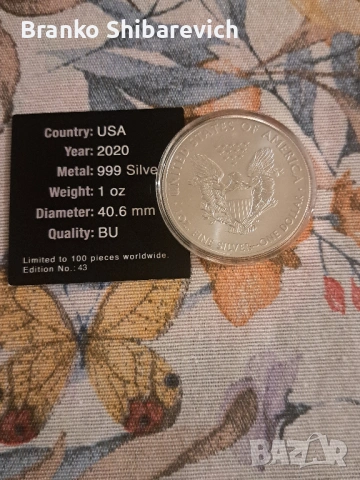 Branko Shibarevich
Country: USA
Year: 2020
Metal: 999 Silve
Weight: 1 oz
Diameter: 40.6 mm
Quality: BU
Limited to 100 pieces worldwide.
Edition No.: 43
UNITED STATES OF AMERICA
FINE SILVER–ONE DOLLAR
BAZAR